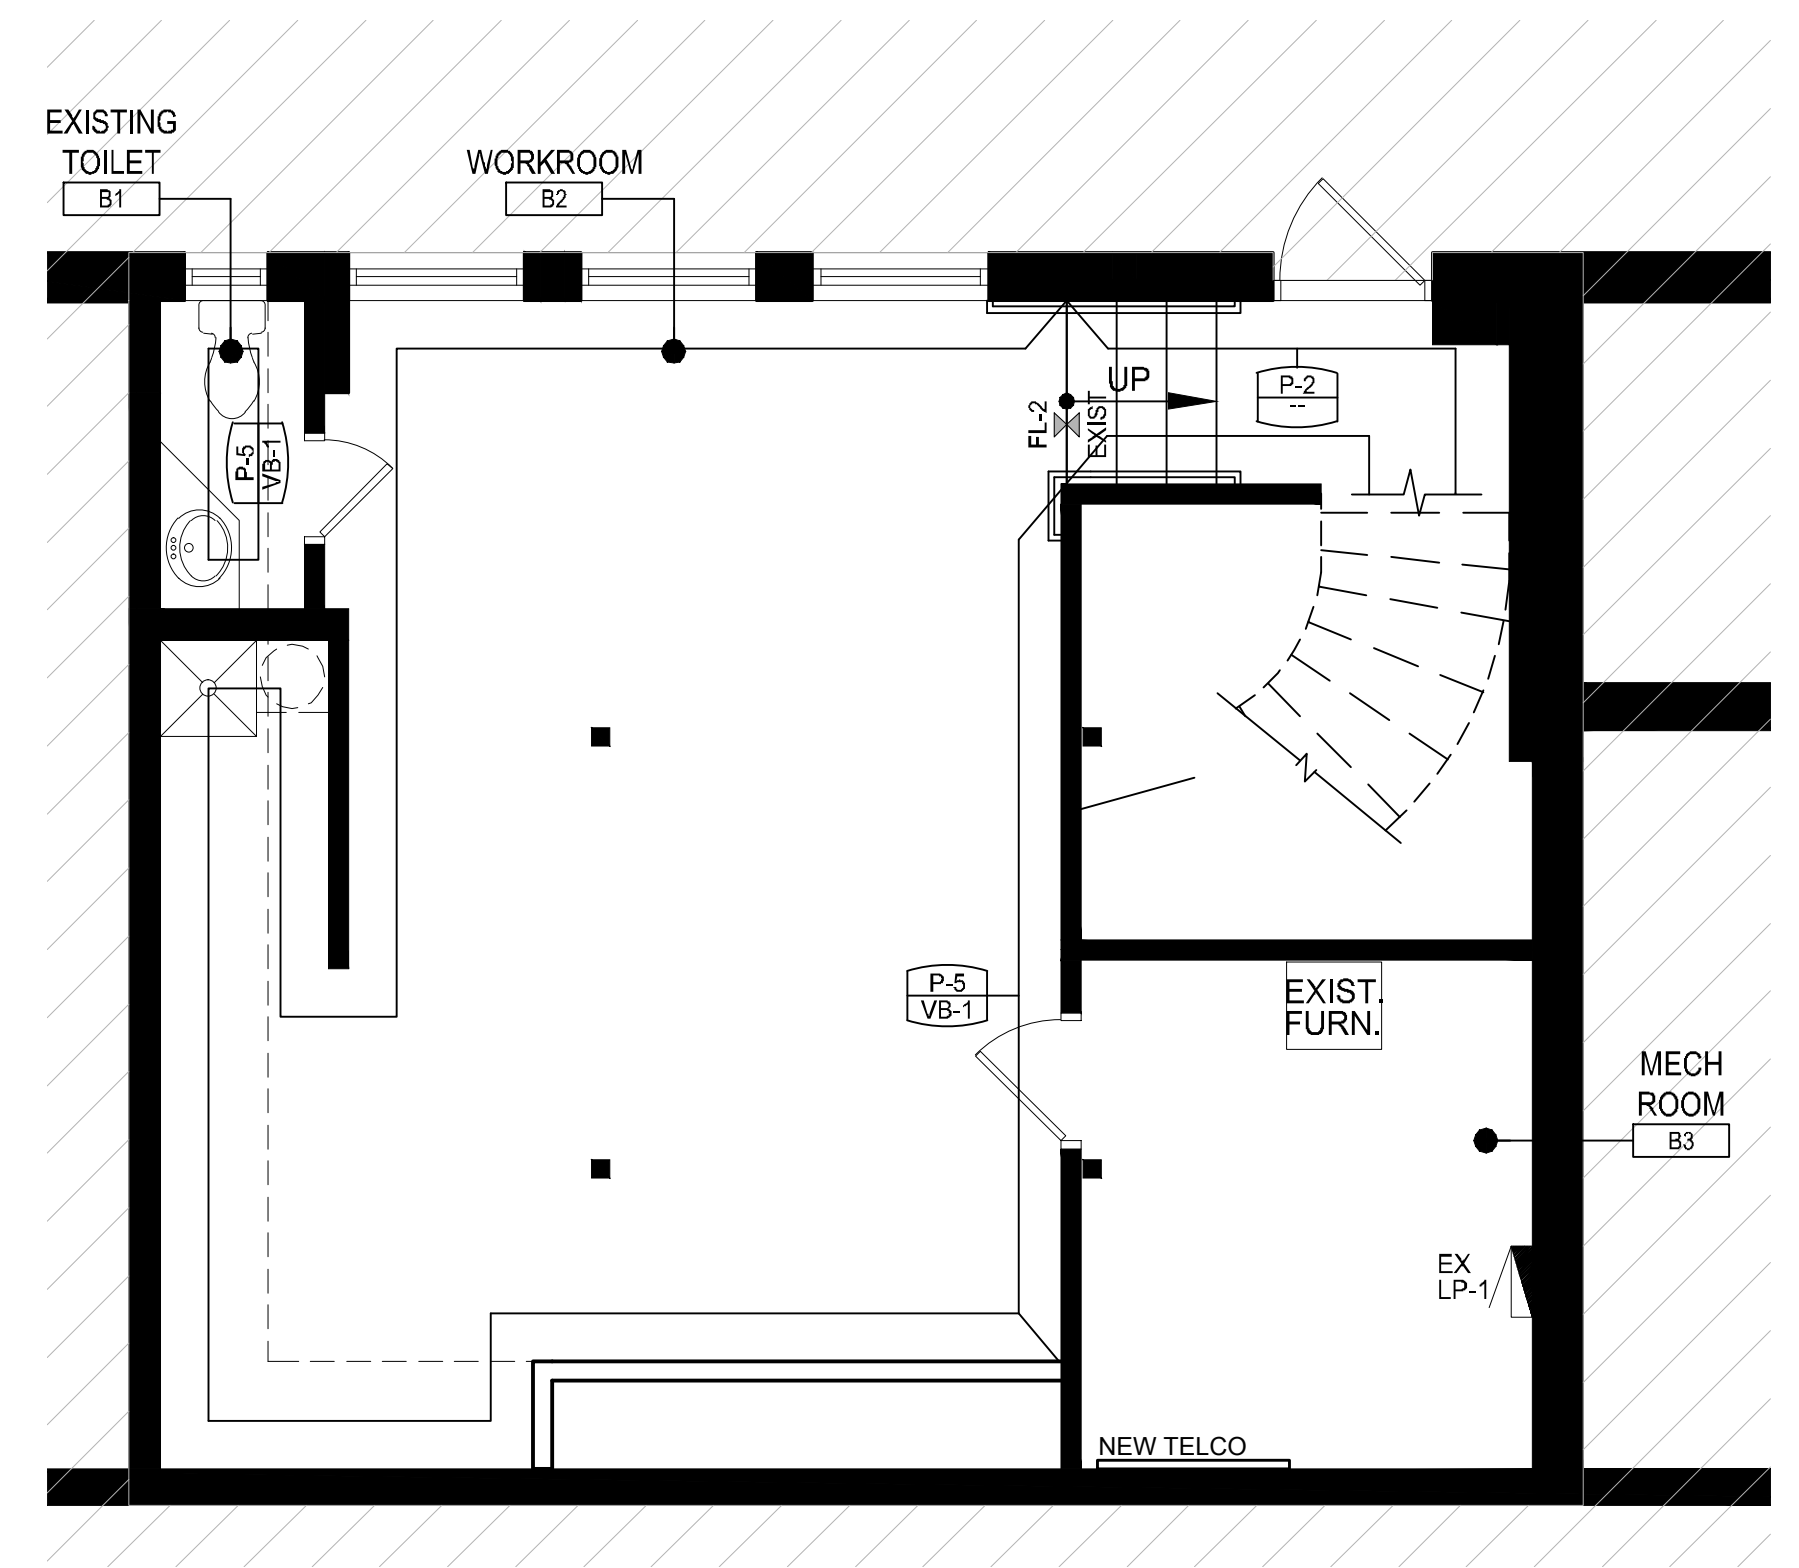 EXISTING
TOILET
B1
WORKROOM
B2
UP
P-2
--
FL-2
EXIST
P-5
VB-1
P-5
VB-1
EXIST.
FURN.
MECH
ROOM
B3
EX
LP-1
NEW TELCO